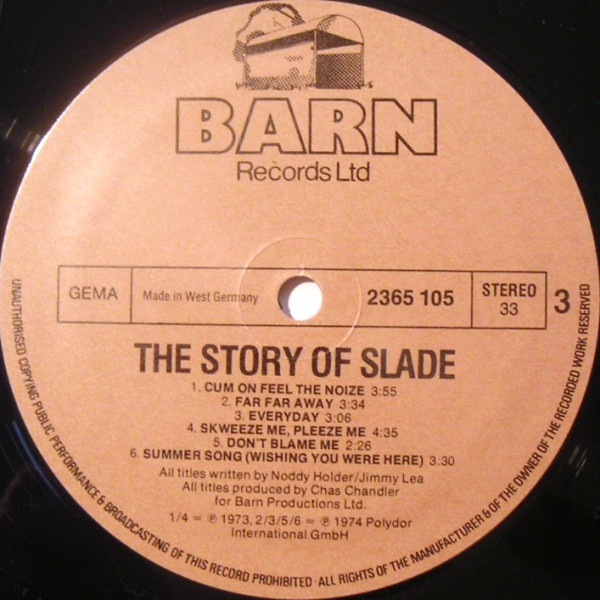 BARN
Records Ltd
GEMA
Made in West Germany
2365 105
STEREO
33
3
THE STORY OF SLADE
1. CUM ON FEEL THE NOIZE 3:55
2. FAR FAR AWAY 3:34
3. EVERYDAY 3:06
4. SKWEEZE ME, PLEEZE ME 4:35
5. DON'T BLAME ME 2:26
6. SUMMER SONG (WISHING YOU WERE HERE) 3:30
All titles written by Noddy Holder/Jimmy Lea
All titles produced by Chas Chandler
for Barn Productions Ltd.
1/4 = ℗ 1973, 2/3/5/6 = ℗ 1974 Polydor
International GmbH
UNAUTHORISED COPYING PUBLIC PERFORMANCE & BROADCASTING OF THIS RECORD PROHIBITED · ALL RIGHTS OF THE MANUFACTURER & OF THE OWNER OF THE RECORDED WORK RESERVED